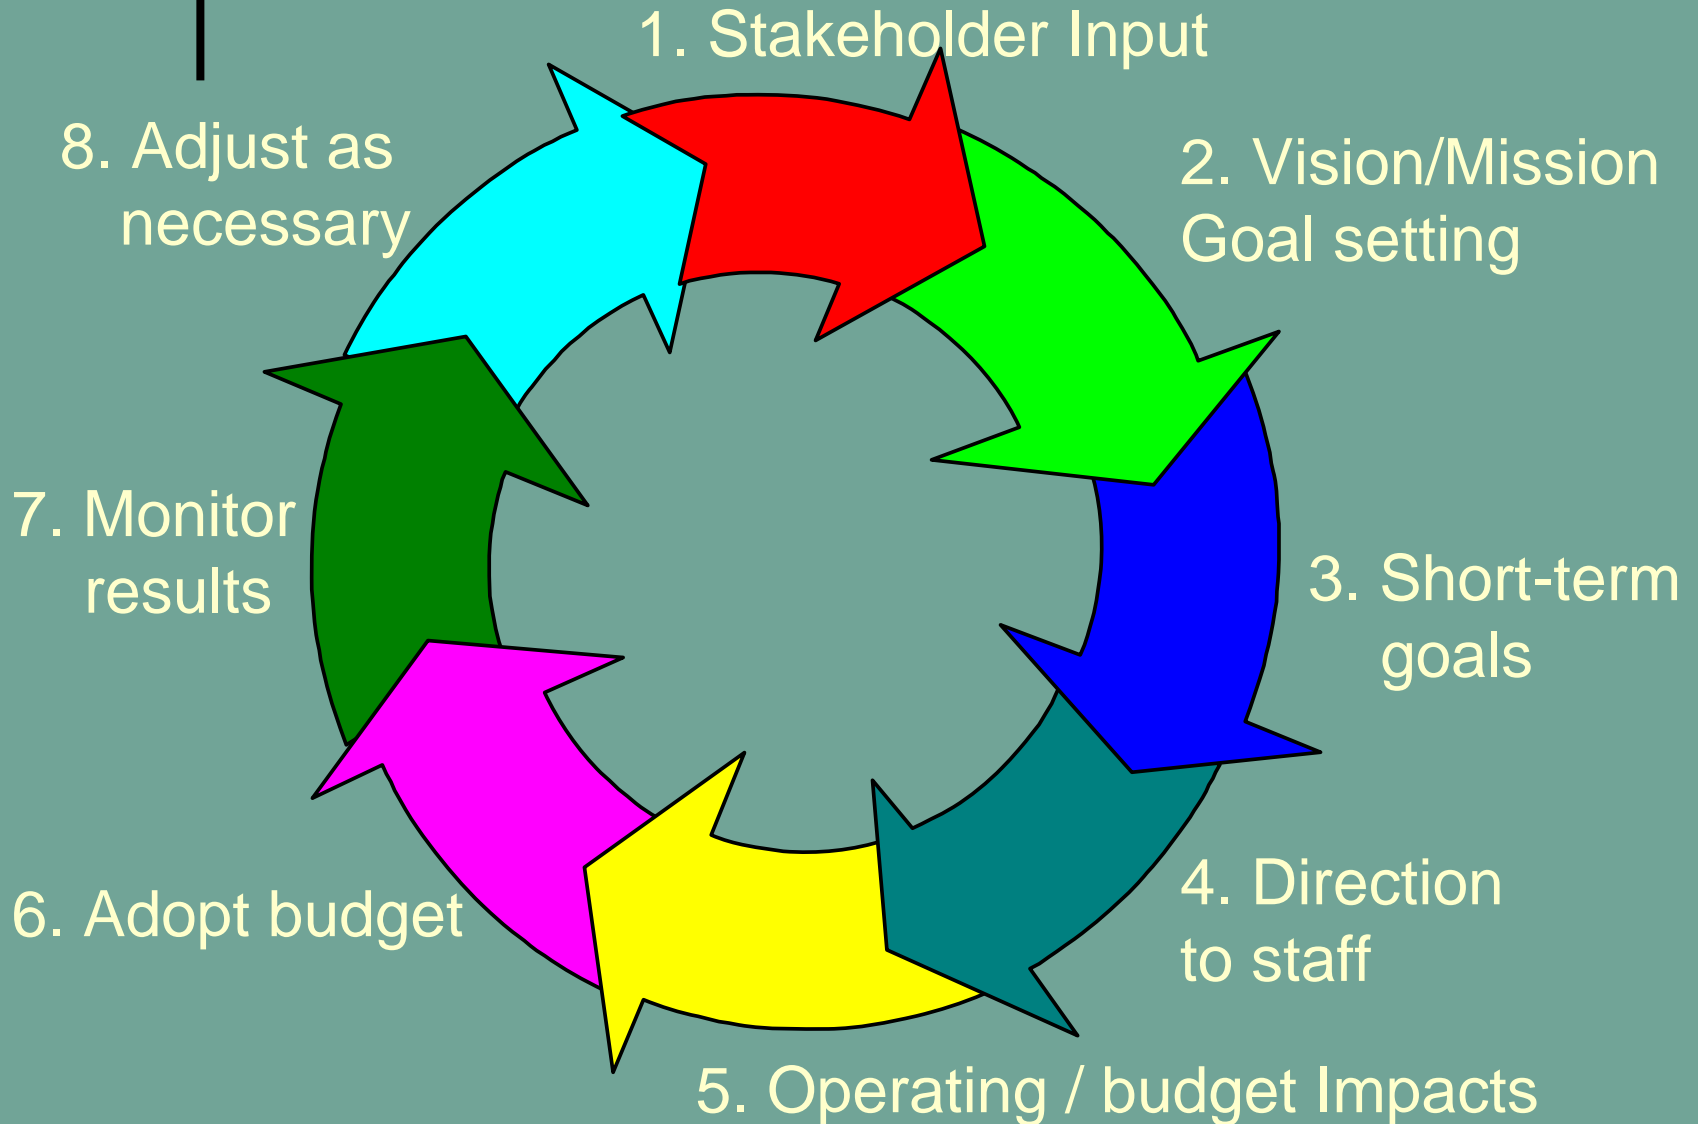 1. Stakeholder Input
2. Vision/Mission
Goal setting
3. Short-term
goals
4. Direction
to staff
5. Operating / budget Impacts
6. Adopt budget
7. Monitor
results
8. Adjust as
necessary